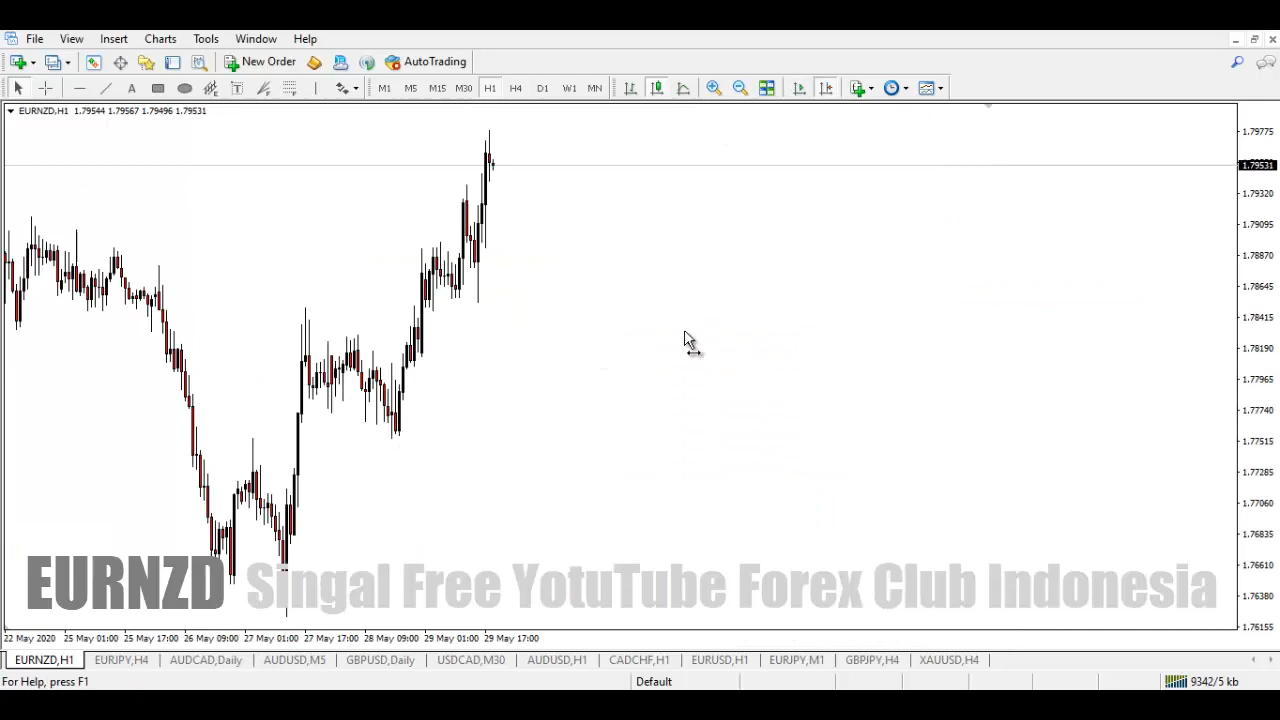 File View Insert Charts Tools Window Help
New Order AutoTrading
A T M1 M5 M15 M30 H1 H4 D1 W1 MN
EURNZD,H1 1.79544 1.79567 1.79496 1.79531
1.79775
1.79531
1.79320
1.79095
1.78870
1.78645
1.78415
1.78190
1.77965
1.77740
1.77515
1.77285
1.77060
1.76835
1.76610
1.76380
1.76155
EURNZD Singal Free YotuTube Forex Club Indonesia
22 May 2020 25 May 01:00 25 May 17:00 26 May 09:00 27 May 01:00 27 May 17:00 28 May 09:00 29 May 01:00 29 May 17:00
EURNZD,H1 EURJPY,H4 AUDCAD,Daily AUDUSD,M5 GBPUSD,Daily USDCAD,M30 AUDUSD,H1 CADCHF,H1 EURUSD,H1 EURJPY,M1 GBPJPY,H4 XAUUSD,H4
For Help, press F1 Default 9342/5 kb